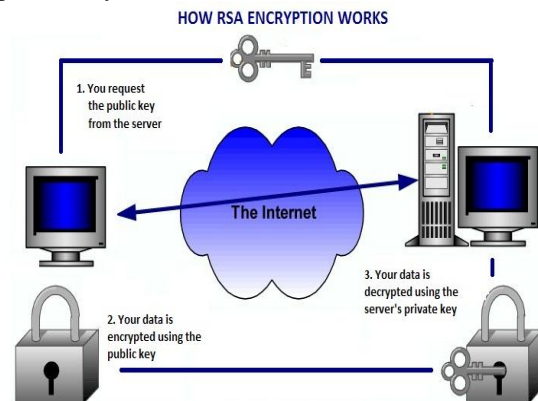 HOW RSA ENCRYPTION WORKS
1. You request
the public key
from the server
The Internet
3. Your data is
decrypted using the
server's private key
2. Your data is
encrypted using the
public key